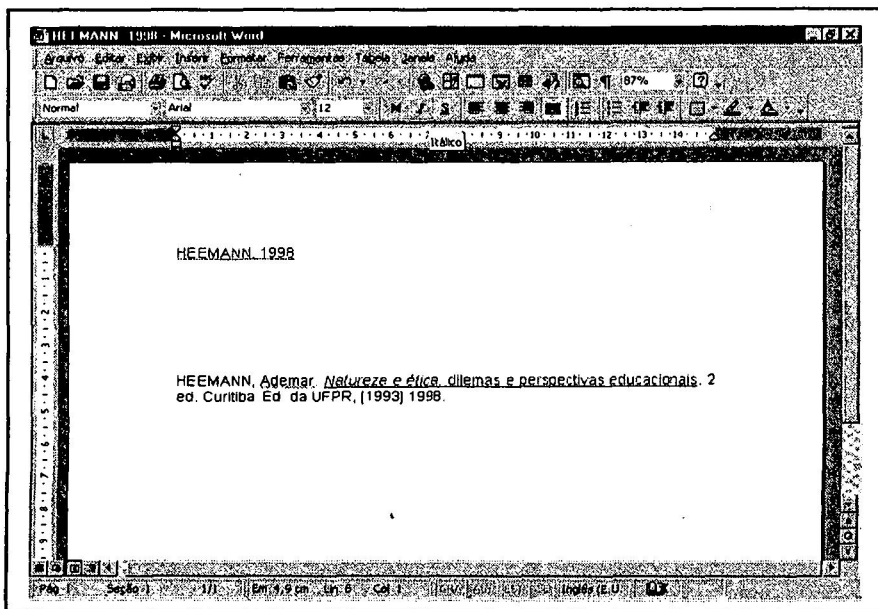 HEEMANN 1998 - Microsoft Word
Arquivo Editar Exibir Inserir Formatar Ferramentas Tabela Janela Ajuda
87%
Normal Arial 12 N I S
Itálico
HEEMANN, 1998
HEEMANN, Ademar. Natureza e ética, dilemas e perspectivas educacionais. 2
ed. Curitiba Ed da UFPR, [1993] 1998.
Pág 1 Seção 1 1/1 Em 4,9 cm Lin 6 Col 1 Inglês (E.U.